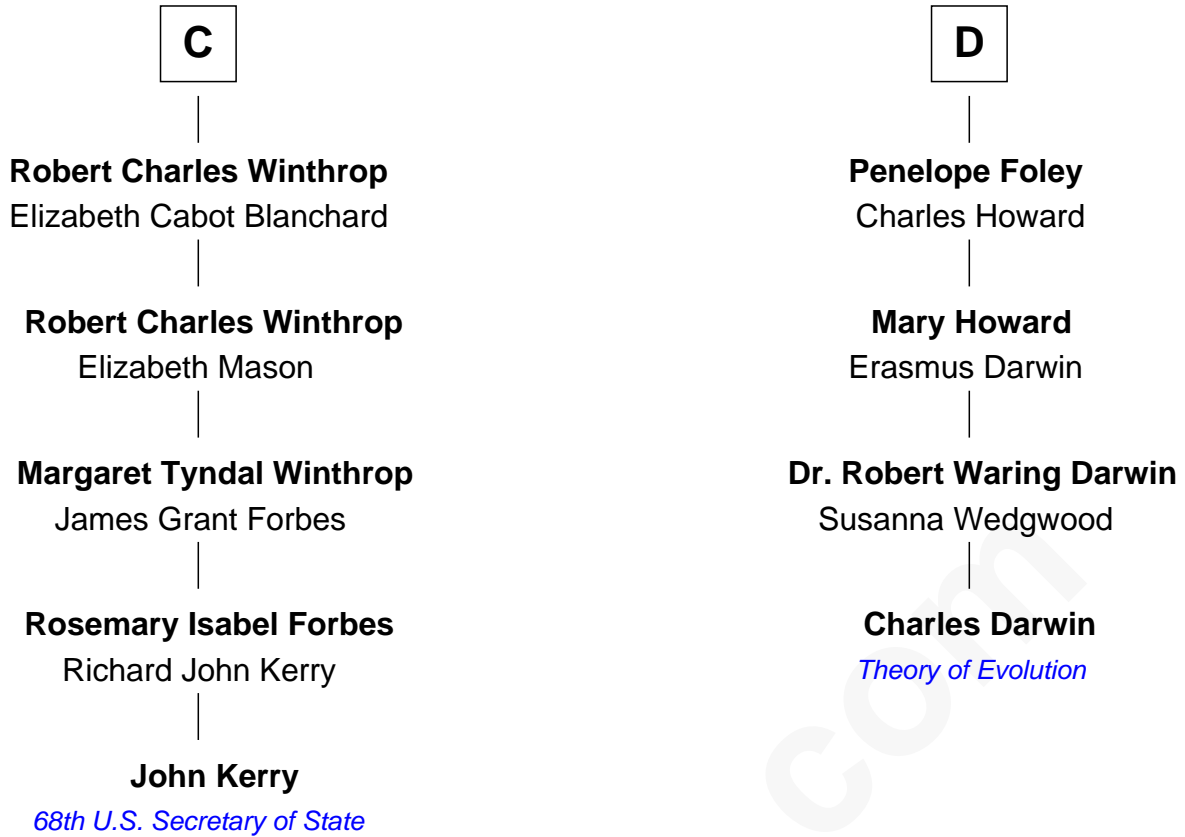 C
Robert Charles Winthrop
Elizabeth Cabot Blanchard
Robert Charles Winthrop
Elizabeth Mason
Margaret Tyndal Winthrop
James Grant Forbes
Rosemary Isabel Forbes
Richard John Kerry
John Kerry
68th U.S. Secretary of State
D
Penelope Foley
Charles Howard
Mary Howard
Erasmus Darwin
Dr. Robert Waring Darwin
Susanna Wedgwood
Charles Darwin
Theory of Evolution
com